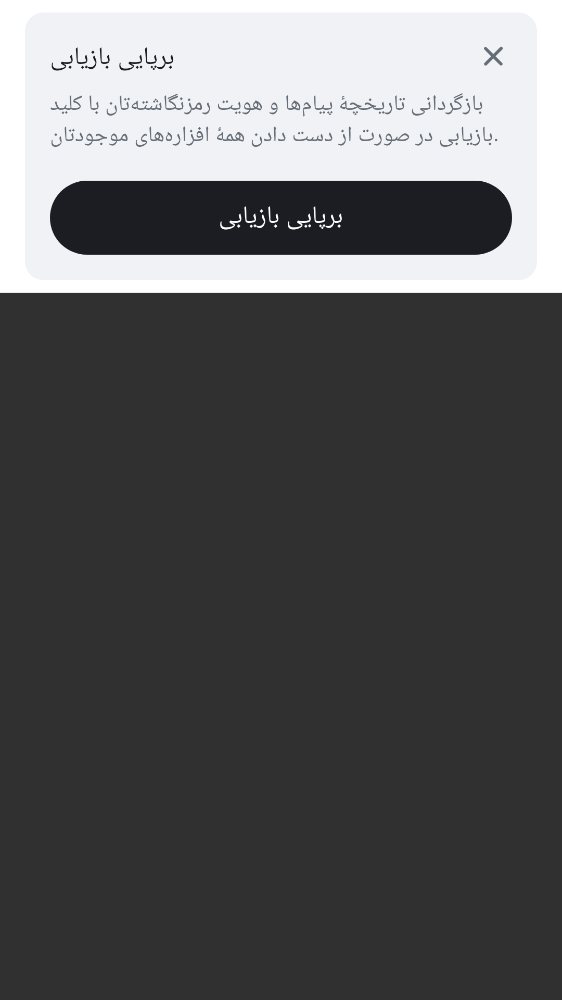 برپایی بازیابی
بازگردانی تاریخچهٔ پیام‌ها و هویت رمزنگاشته‌تان با کلید
بازیابی در صورت از دست دادن همهٔ افزاره‌های موجودتان.
برپایی بازیابی